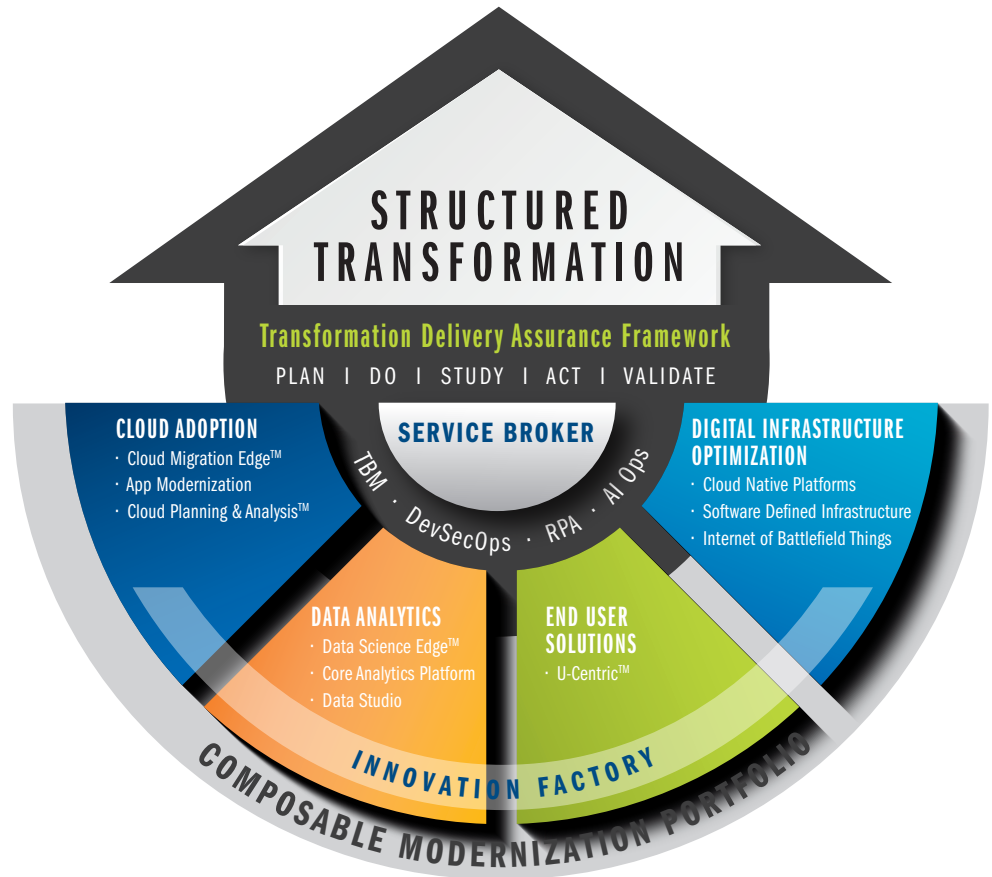 STRUCTURED
TRANSFORMATION
Transformation Delivery Assurance Framework
PLAN I DO I STUDY I ACT I VALIDATE
SERVICE BROKER
TBM · DevSecOps · RPA · AI Ops
CLOUD ADOPTION
· Cloud Migration Edge™
· App Modernization
· Cloud Planning & Analysis™
DATA ANALYTICS
· Data Science Edge™
· Core Analytics Platform
· Data Studio
END USER
SOLUTIONS
· U-Centric™
DIGITAL INFRASTRUCTURE
OPTIMIZATION
· Cloud Native Platforms
· Software Defined Infrastructure
· Internet of Battlefield Things
INNOVATION FACTORY
COMPOSABLE MODERNIZATION PORTFOLIO